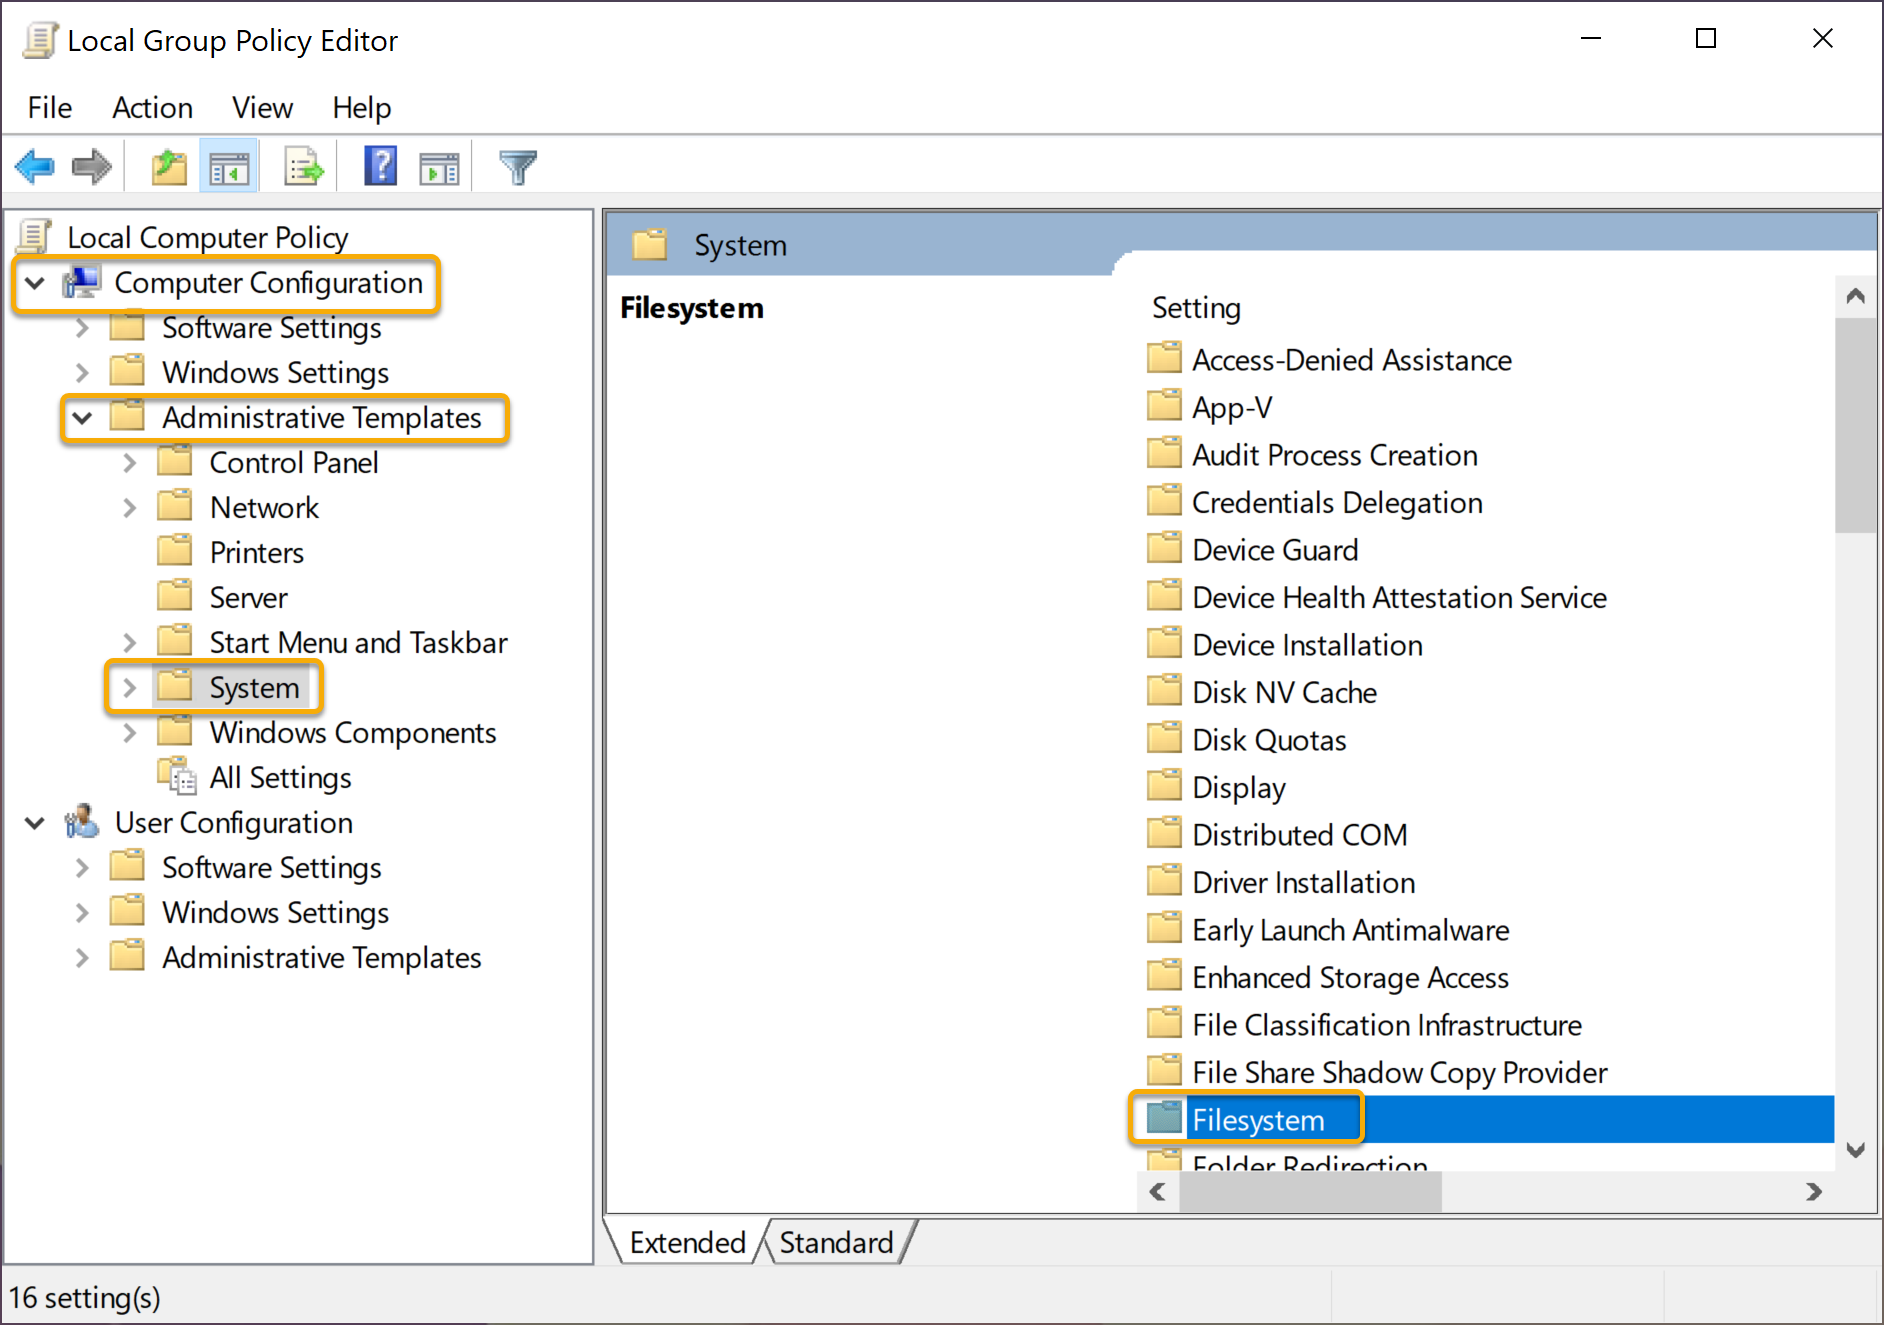 Local Group Policy Editor
File Action View Help
Local Computer Policy
Computer Configuration
Software Settings
Windows Settings
Administrative Templates
Control Panel
Network
Printers
Server
Start Menu and Taskbar
System
Windows Components
All Settings
User Configuration
Software Settings
Windows Settings
Administrative Templates
System
Filesystem
Setting
Access-Denied Assistance
App-V
Audit Process Creation
Credentials Delegation
Device Guard
Device Health Attestation Service
Device Installation
Disk NV Cache
Disk Quotas
Display
Distributed COM
Driver Installation
Early Launch Antimalware
Enhanced Storage Access
File Classification Infrastructure
File Share Shadow Copy Provider
Filesystem
Folder Redirection
Extended Standard
16 setting(s)